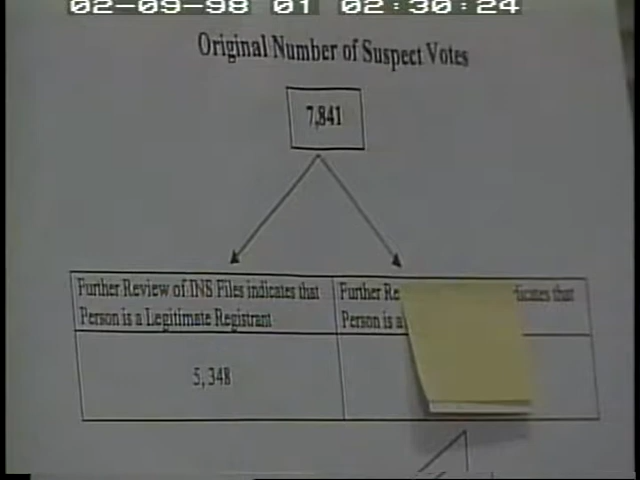 02-09-98 01 02:30:24
Original Number of Suspect Votes
7,841
Further Review of INS Files indicates that
Person is a Legitimate Registrant
5,348
Further Re
Person is a
that